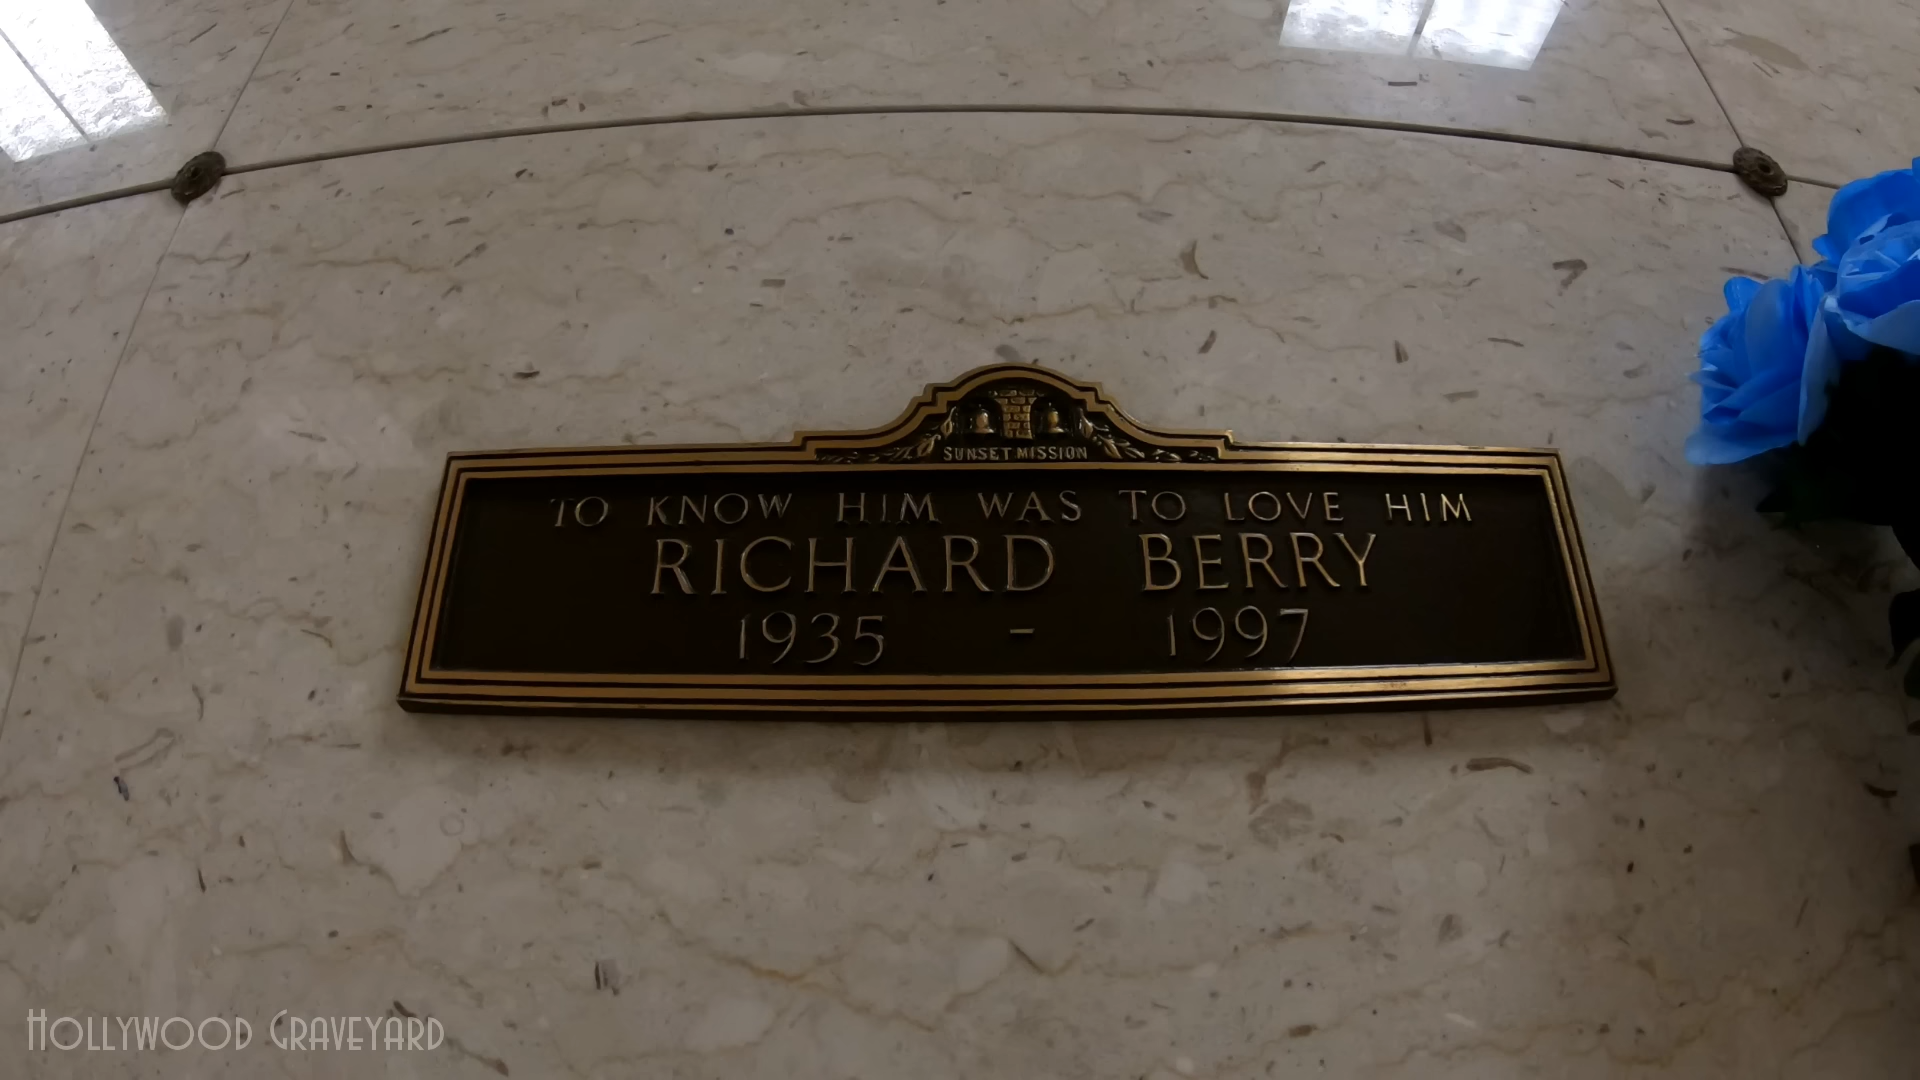 SUNSET MISSION
TO KNOW HIM WAS TO LOVE HIM
RICHARD BERRY
1935 - 1997
HOLLYWOOD GRAVEYARD